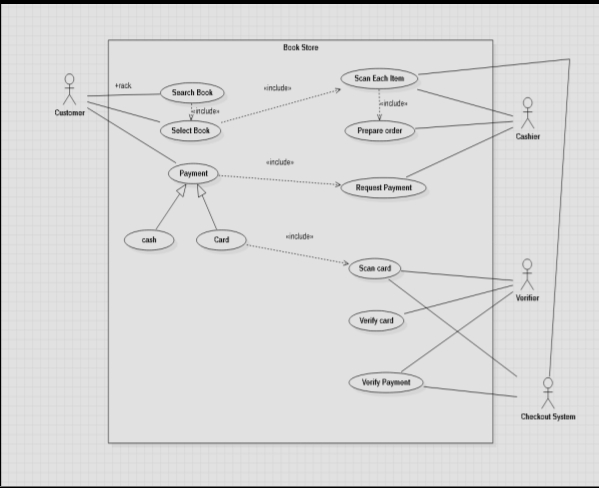 Book Store
+rack
Search Book
«include»
Scan Each Item
Customer
«include»
«include»
Select Book
Prepare order
Cashier
Payment
«include»
Request Payment
cash
Card
«include»
Scan card
Verifier
Verify card
Verify Payment
Checkout System